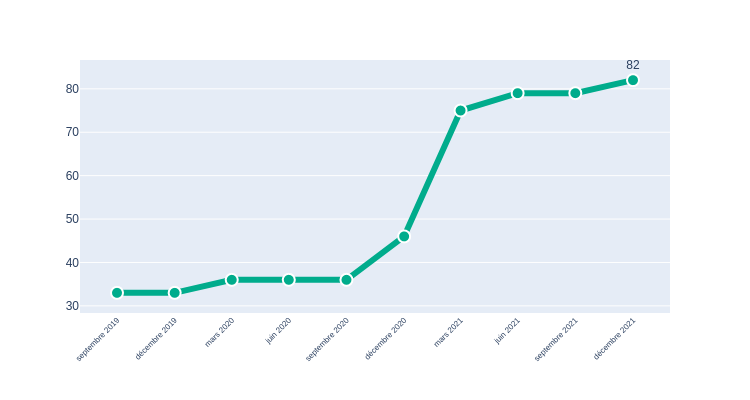 82
80
70
60
50
40
30
septembre 2019
décembre 2019
mars 2020
juin 2020
septembre 2020
décembre 2020
mars 2021
juin 2021
septembre 2021
décembre 2021